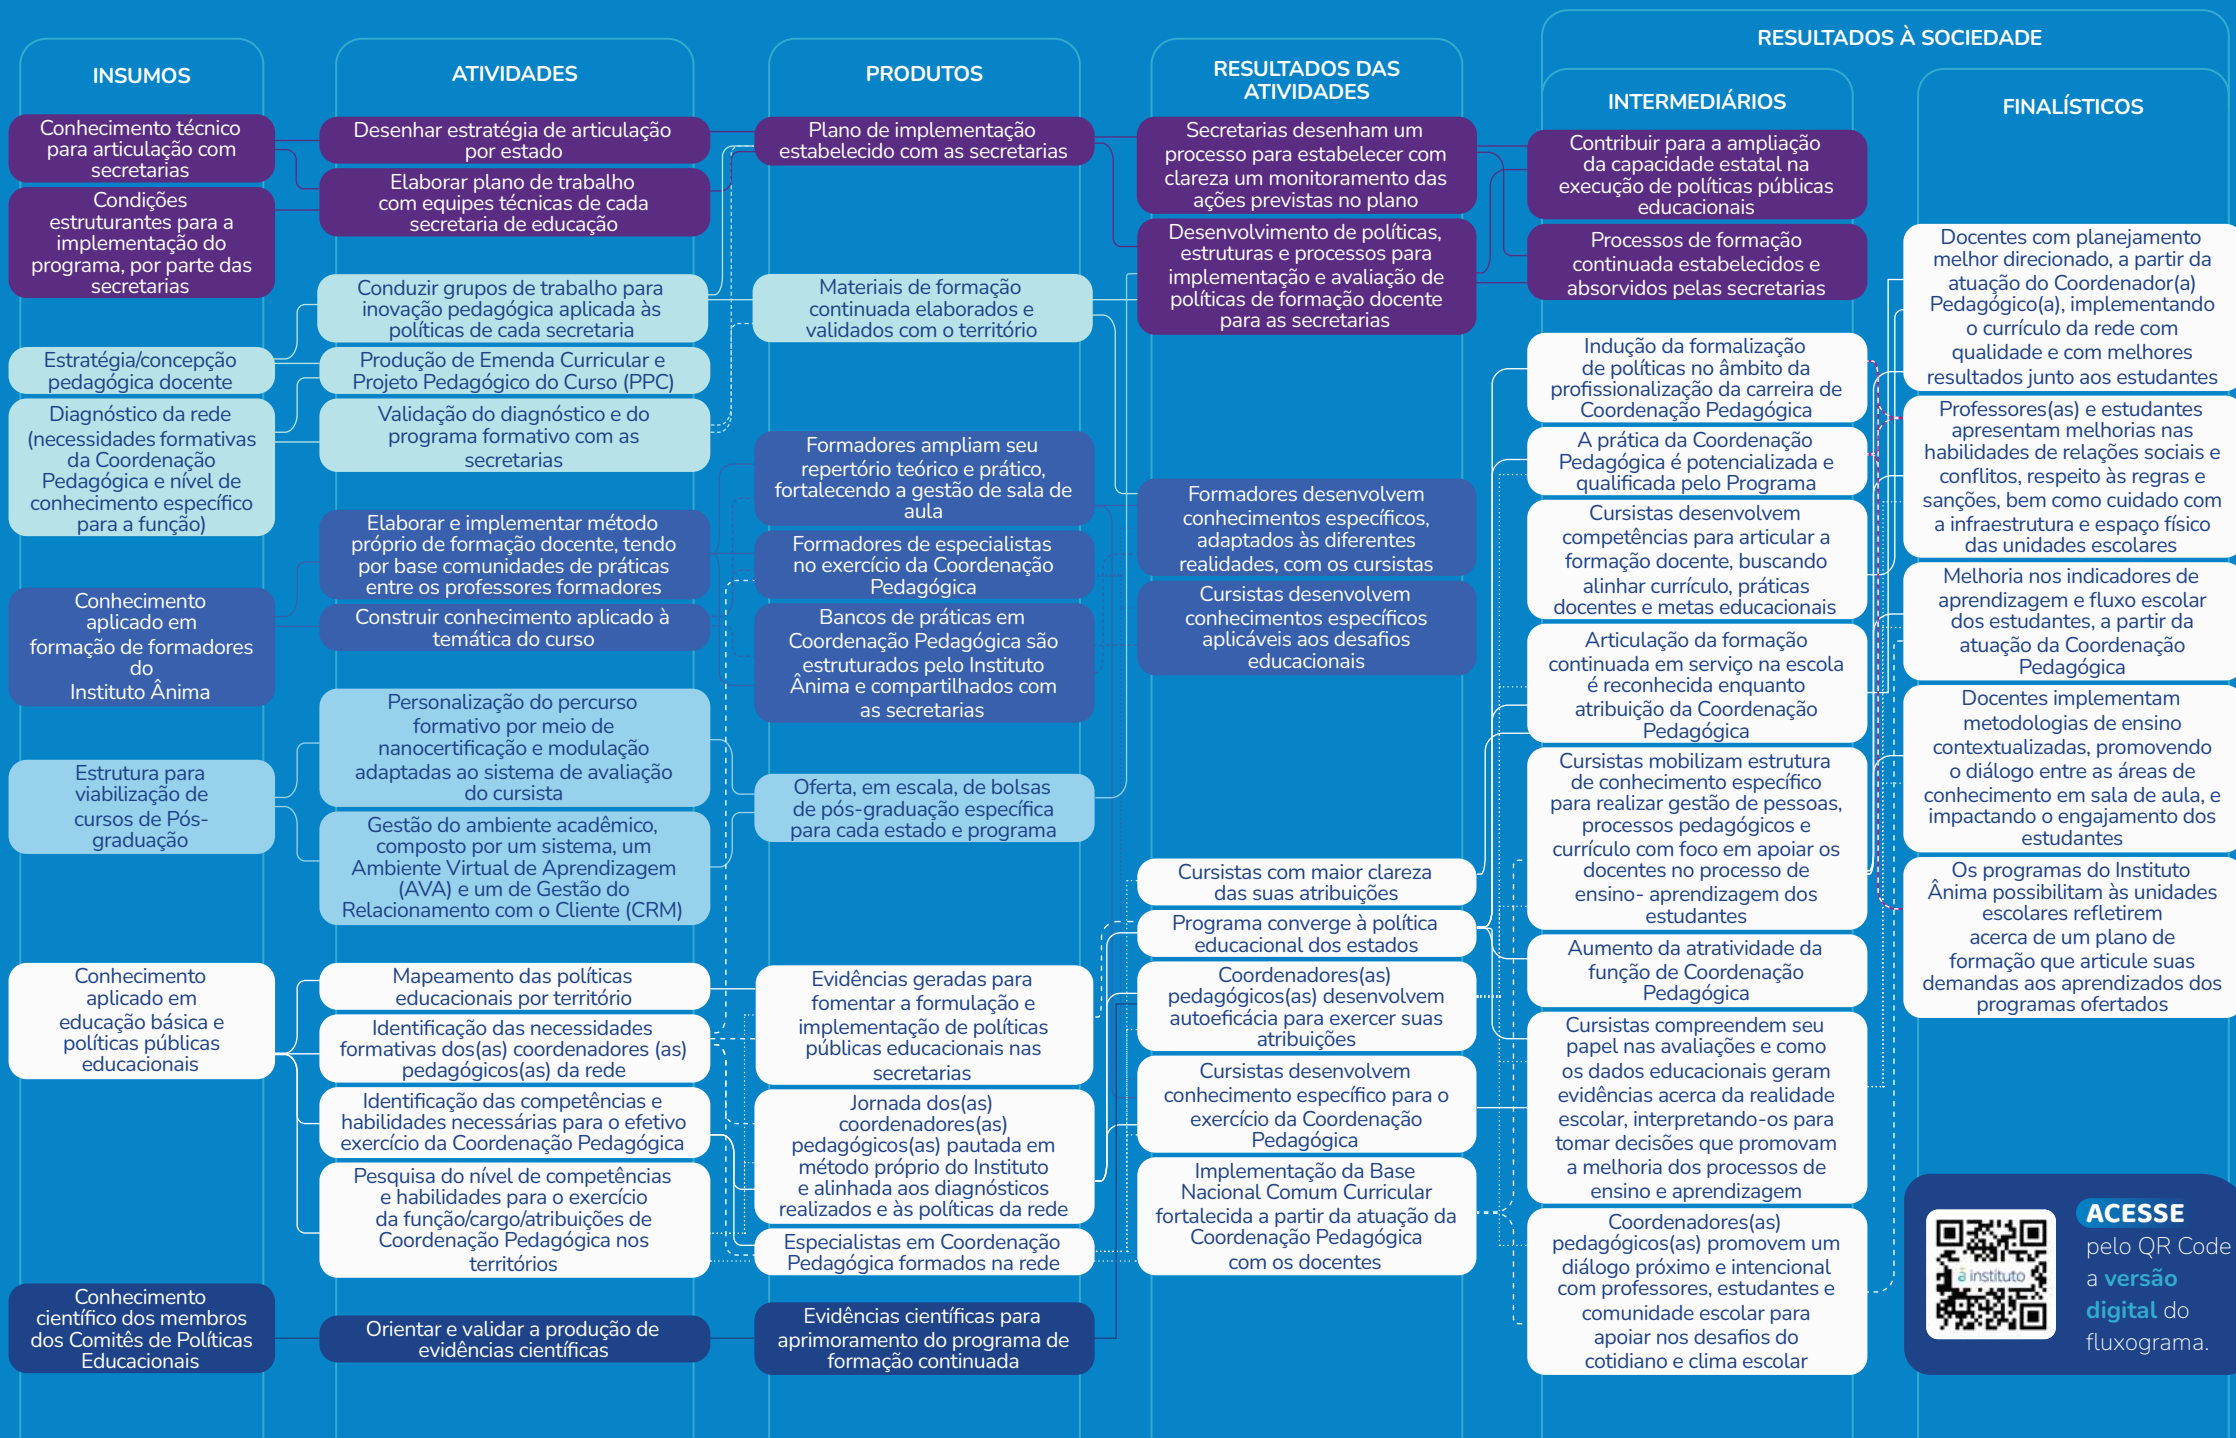 INSUMOS
Conhecimento técnico
para articulação com
secretarias
Condições
estruturantes para a
implementação do
programa, por parte das
secretarias
Estratégia/concepção
pedagógica docente
Diagnóstico da rede
(necessidades formativas
da Coordenação
Pedagógica e nível de
conhecimento específico
para a função)
Conhecimento
aplicado em
formação de formadores
do
Instituto Ânima
Estrutura para
viabilização de
cursos de Pós-
graduação
Conhecimento
aplicado em
educação básica e
políticas públicas
educacionais
Conhecimento
científico dos membros
dos Comitês de Políticas
Educacionais
ATIVIDADES
Desenhar estratégia de articulação
por estado
Elaborar plano de trabalho
com equipes técnicas de cada
secretaria de educação
Conduzir grupos de trabalho para
inovação pedagógica aplicada às
políticas de cada secretaria
Produção de Emenda Curricular e
Projeto Pedagógico do Curso (PPC)
Validação do diagnóstico e do
programa formativo com as
secretarias
Elaborar e implementar método
próprio de formação docente, tendo
por base comunidades de práticas
entre os professores formadores
Construir conhecimento aplicado à
temática do curso
Personalização do percurso
formativo por meio de
nanocertificação e modulação
adaptadas ao sistema de avaliação
do cursista
Gestão do ambiente acadêmico,
composto por um sistema, um
Ambiente Virtual de Aprendizagem
(AVA) e um de Gestão do
Relacionamento com o Cliente (CRM)
Mapeamento das políticas
educacionais por território
Identificação das necessidades
formativas dos(as) coordenadores (as)
pedagógicos(as) da rede
Identificação das competências e
habilidades necessárias para o efetivo
exercício da Coordenação Pedagógica
Pesquisa do nível de competências
e habilidades para o exercício
da função/cargo/atribuições de
Coordenação Pedagógica nos
territórios
Orientar e validar a produção de
evidências científicas
PRODUTOS
Plano de implementação
estabelecido com as secretarias
Materiais de formação
continuada elaborados e
validados com o território
Formadores ampliam seu
repertório teórico e prático,
fortalecendo a gestão de sala de
aula
Formadores de especialistas
no exercício da Coordenação
Pedagógica
Bancos de práticas em
Coordenação Pedagógica são
estruturados pelo Instituto
Ânima e compartilhados com
as secretarias
Oferta, em escala, de bolsas
de pós-graduação específica
para cada estado e programa
Evidências geradas para
fomentar a formulação e
implementação de políticas
públicas educacionais nas
secretarias
Jornada dos(as)
coordenadores(as)
pedagógicos(as) pautada em
método próprio do Instituto
e alinhada aos diagnósticos
realizados e às políticas da rede
Especialistas em Coordenação
Pedagógica formados na rede
Evidências científicas para
aprimoramento do programa de
formação continuada
RESULTADOS DAS
ATIVIDADES
Secretarias desenham um
processo para estabelecer com
clareza um monitoramento das
ações previstas no plano
Desenvolvimento de políticas,
estruturas e processos para
implementação e avaliação de
políticas de formação docente
para as secretarias
Formadores desenvolvem
conhecimentos específicos,
adaptados às diferentes
realidades, com os cursistas
Cursistas desenvolvem
conhecimentos específicos
aplicáveis aos desafios
educacionais
Cursistas com maior clareza
das suas atribuições
Programa converge à política
educacional dos estados
Coordenadores(as)
pedagógicos(as) desenvolvem
autoeficácia para exercer suas
atribuições
Cursistas desenvolvem
conhecimento específico para o
exercício da Coordenação
Pedagógica
Implementação da Base
Nacional Comum Curricular
fortalecida a partir da atuação da
Coordenação Pedagógica
com os docentes
RESULTADOS À SOCIEDADE
INTERMEDIÁRIOS
Contribuir para a ampliação
da capacidade estatal na
execução de políticas públicas
educacionais
Processos de formação
continuada estabelecidos e
absorvidos pelas secretarias
Indução da formalização
de políticas no âmbito da
profissionalização da carreira de
Coordenação Pedagógica
A prática da Coordenação
Pedagógica é potencializada e
qualificada pelo Programa
Cursistas desenvolvem
competências para articular a
formação docente, buscando
alinhar currículo, práticas
docentes e metas educacionais
Articulação da formação
continuada em serviço na escola
é reconhecida enquanto
atribuição da Coordenação
Pedagógica
Cursistas mobilizam estrutura
de conhecimento específico
para realizar gestão de pessoas,
processos pedagógicos e
currículo com foco em apoiar os
docentes no processo de
ensino- aprendizagem dos
estudantes
Aumento da atratividade da
função de Coordenação
Pedagógica
Cursistas compreendem seu
papel nas avaliações e como
os dados educacionais geram
evidências acerca da realidade
escolar, interpretando-os para
tomar decisões que promovam
a melhoria dos processos de
ensino e aprendizagem
Coordenadores(as)
pedagógicos(as) promovem um
diálogo próximo e intencional
com professores, estudantes e
comunidade escolar para
apoiar nos desafios do
cotidiano e clima escolar
FINALÍSTICOS
Docentes com planejamento
melhor direcionado, a partir da
atuação do Coordenador(a)
Pedagógico(a), implementando
o currículo da rede com
qualidade e com melhores
resultados junto aos estudantes
Professores(as) e estudantes
apresentam melhorias nas
habilidades de relações sociais e
conflitos, respeito às regras e
sanções, bem como cuidado com
a infraestrutura e espaço físico
das unidades escolares
Melhoria nos indicadores de
aprendizagem e fluxo escolar
dos estudantes, a partir da
atuação da Coordenação
Pedagógica
Docentes implementam
metodologias de ensino
contextualizadas, promovendo
o diálogo entre as áreas de
conhecimento em sala de aula, e
impactando o engajamento dos
estudantes
Os programas do Instituto
Ânima possibilitam às unidades
escolares refletirem
acerca de um plano de
formação que articule suas
demandas aos aprendizados dos
programas ofertados
ã instituto
ACESSE
pelo QR Code
a versão
digital do
fluxograma.